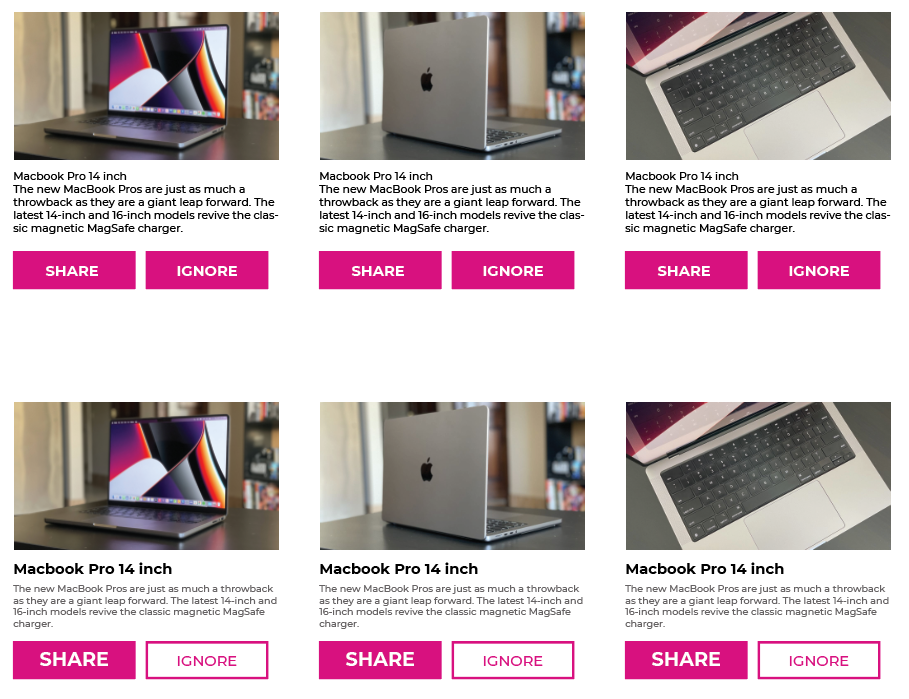 Macbook Pro 14 inch
The new MacBook Pros are just as much a
throwback as they are a giant leap forward. The
latest 14-inch and 16-inch models revive the clas-
sic magnetic MagSafe charger.
SHARE IGNORE
Macbook Pro 14 inch
The new MacBook Pros are just as much a
throwback as they are a giant leap forward. The
latest 14-inch and 16-inch models revive the clas-
sic magnetic MagSafe charger.
SHARE IGNORE
Macbook Pro 14 inch
The new MacBook Pros are just as much a
throwback as they are a giant leap forward. The
latest 14-inch and 16-inch models revive the clas-
sic magnetic MagSafe charger.
SHARE IGNORE
Macbook Pro 14 inch
The new MacBook Pros are just as much a throwback
as they are a giant leap forward. The latest 14-inch and
16-inch models revive the classic magnetic MagSafe
charger.
SHARE IGNORE
Macbook Pro 14 inch
The new MacBook Pros are just as much a throwback
as they are a giant leap forward. The latest 14-inch and
16-inch models revive the classic magnetic MagSafe
charger.
SHARE IGNORE
Macbook Pro 14 inch
The new MacBook Pros are just as much a throwback
as they are a giant leap forward. The latest 14-inch and
16-inch models revive the classic magnetic MagSafe
charger.
SHARE IGNORE